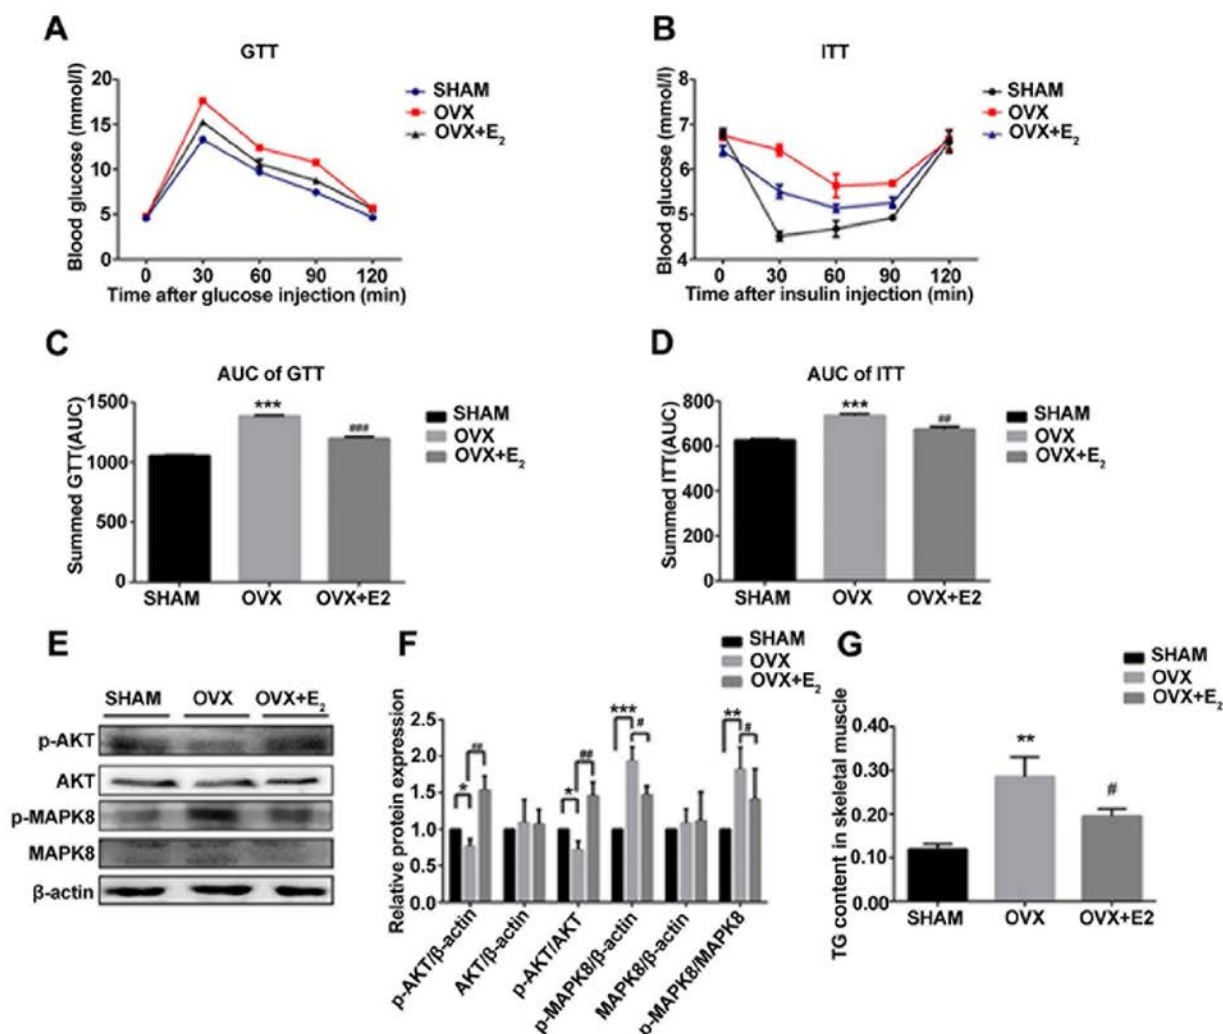 A
GTT
Blood glucose (mmol/l)
20
15
10
5
0
0 30 60 90 120
Time after glucose injection (min)
SHAM
OVX
OVX+E2
B
ITT
Blood glucose (mmol/l)
8
7
6
5
4
0 30 60 90 120
Time after insulin injection (min)
SHAM
OVX
OVX+E2
C
AUC of GTT
Summed GTT(AUC)
1500
1000
500
0
***
###
SHAM OVX OVX+E2
SHAM
OVX
OVX+E2
D
AUC of ITT
Summed ITT(AUC)
800
600
400
200
0
***
##
SHAM OVX OVX+E2
SHAM
OVX
OVX+E2
E
SHAM OVX OVX+E2
p-AKT
AKT
p-MAPK8
MAPK8
β-actin
F
SHAM
OVX
OVX+E2
Relative protein expression
2.5
2.0
1.5
1.0
0.5
0.0
* ## * ## *** # ** #
p-AKT/β-actin
AKT/β-actin
p-AKT/AKT
p-MAPK8/β-actin
MAPK8/β-actin
p-MAPK8/MAPK8
G
SHAM
OVX
OVX+E2
TG content in skeletal muscle
0.40
0.30
0.20
0.10
0.00
**
#
SHAM OVX OVX+E2